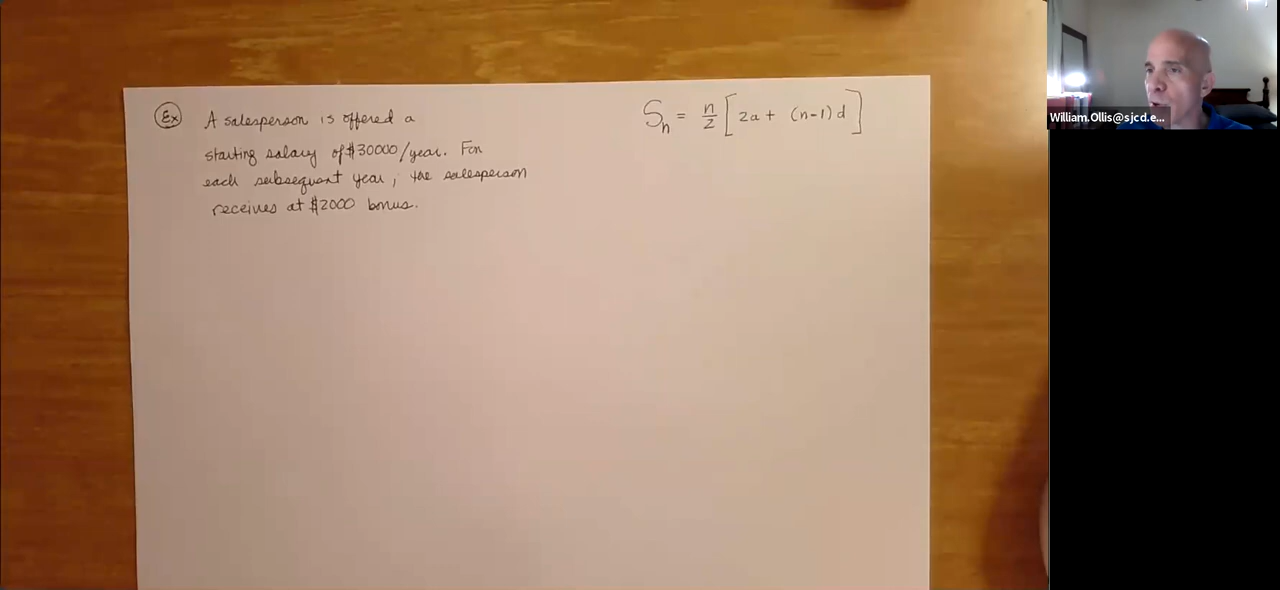 Ex A salesperson is offered a
starting salary of $30000/year. For
each subsequent year, the salesperson
receives at $2000 bonus.
Sn = n/2 [2a + (n-1)d]
William.Ollis@sjcd.e...